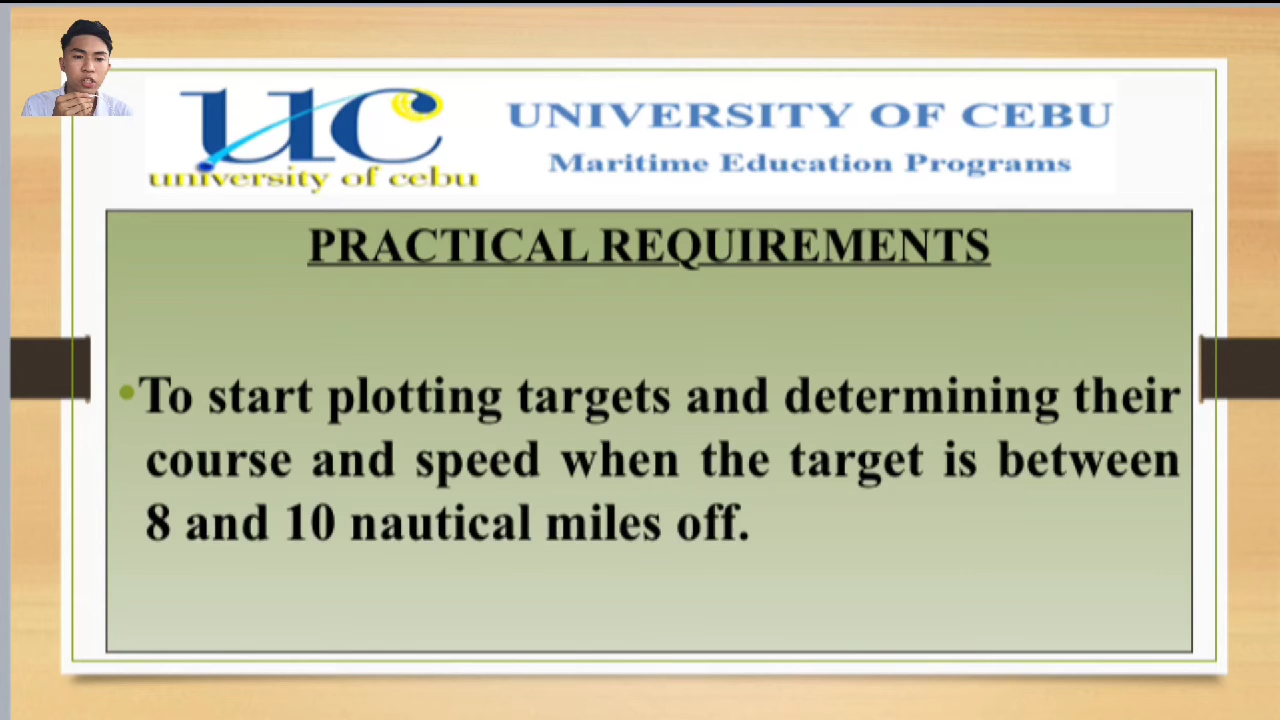 UC
university of cebu
UNIVERSITY OF CEBU
Maritime Education Programs
PRACTICAL REQUIREMENTS
•To start plotting targets and determining their
course and speed when the target is between
8 and 10 nautical miles off.